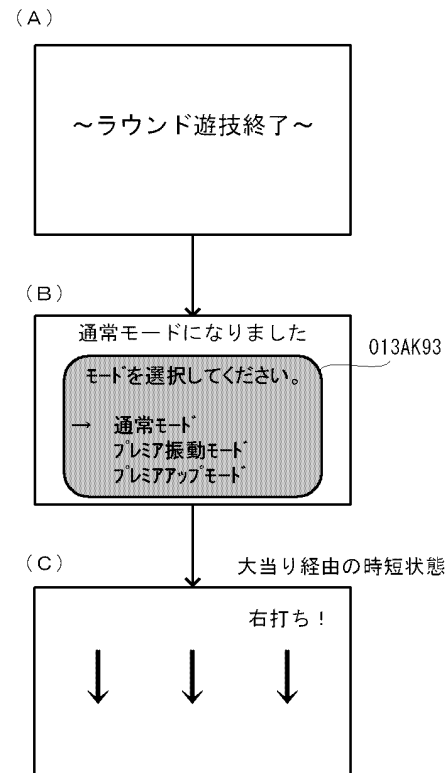 （Ａ）
～ラウンド遊技終了～
（Ｂ）
通常モードになりました
013AK93
ﾓｰﾄﾞを選択してください。
→ 通常ﾓｰﾄﾞ
ﾌﾟﾚﾐｱ振動ﾓｰﾄﾞ
ﾌﾟﾚﾐｱｱｯﾌﾟﾓｰﾄﾞ
（Ｃ）
大当り経由の時短状態
右打ち！